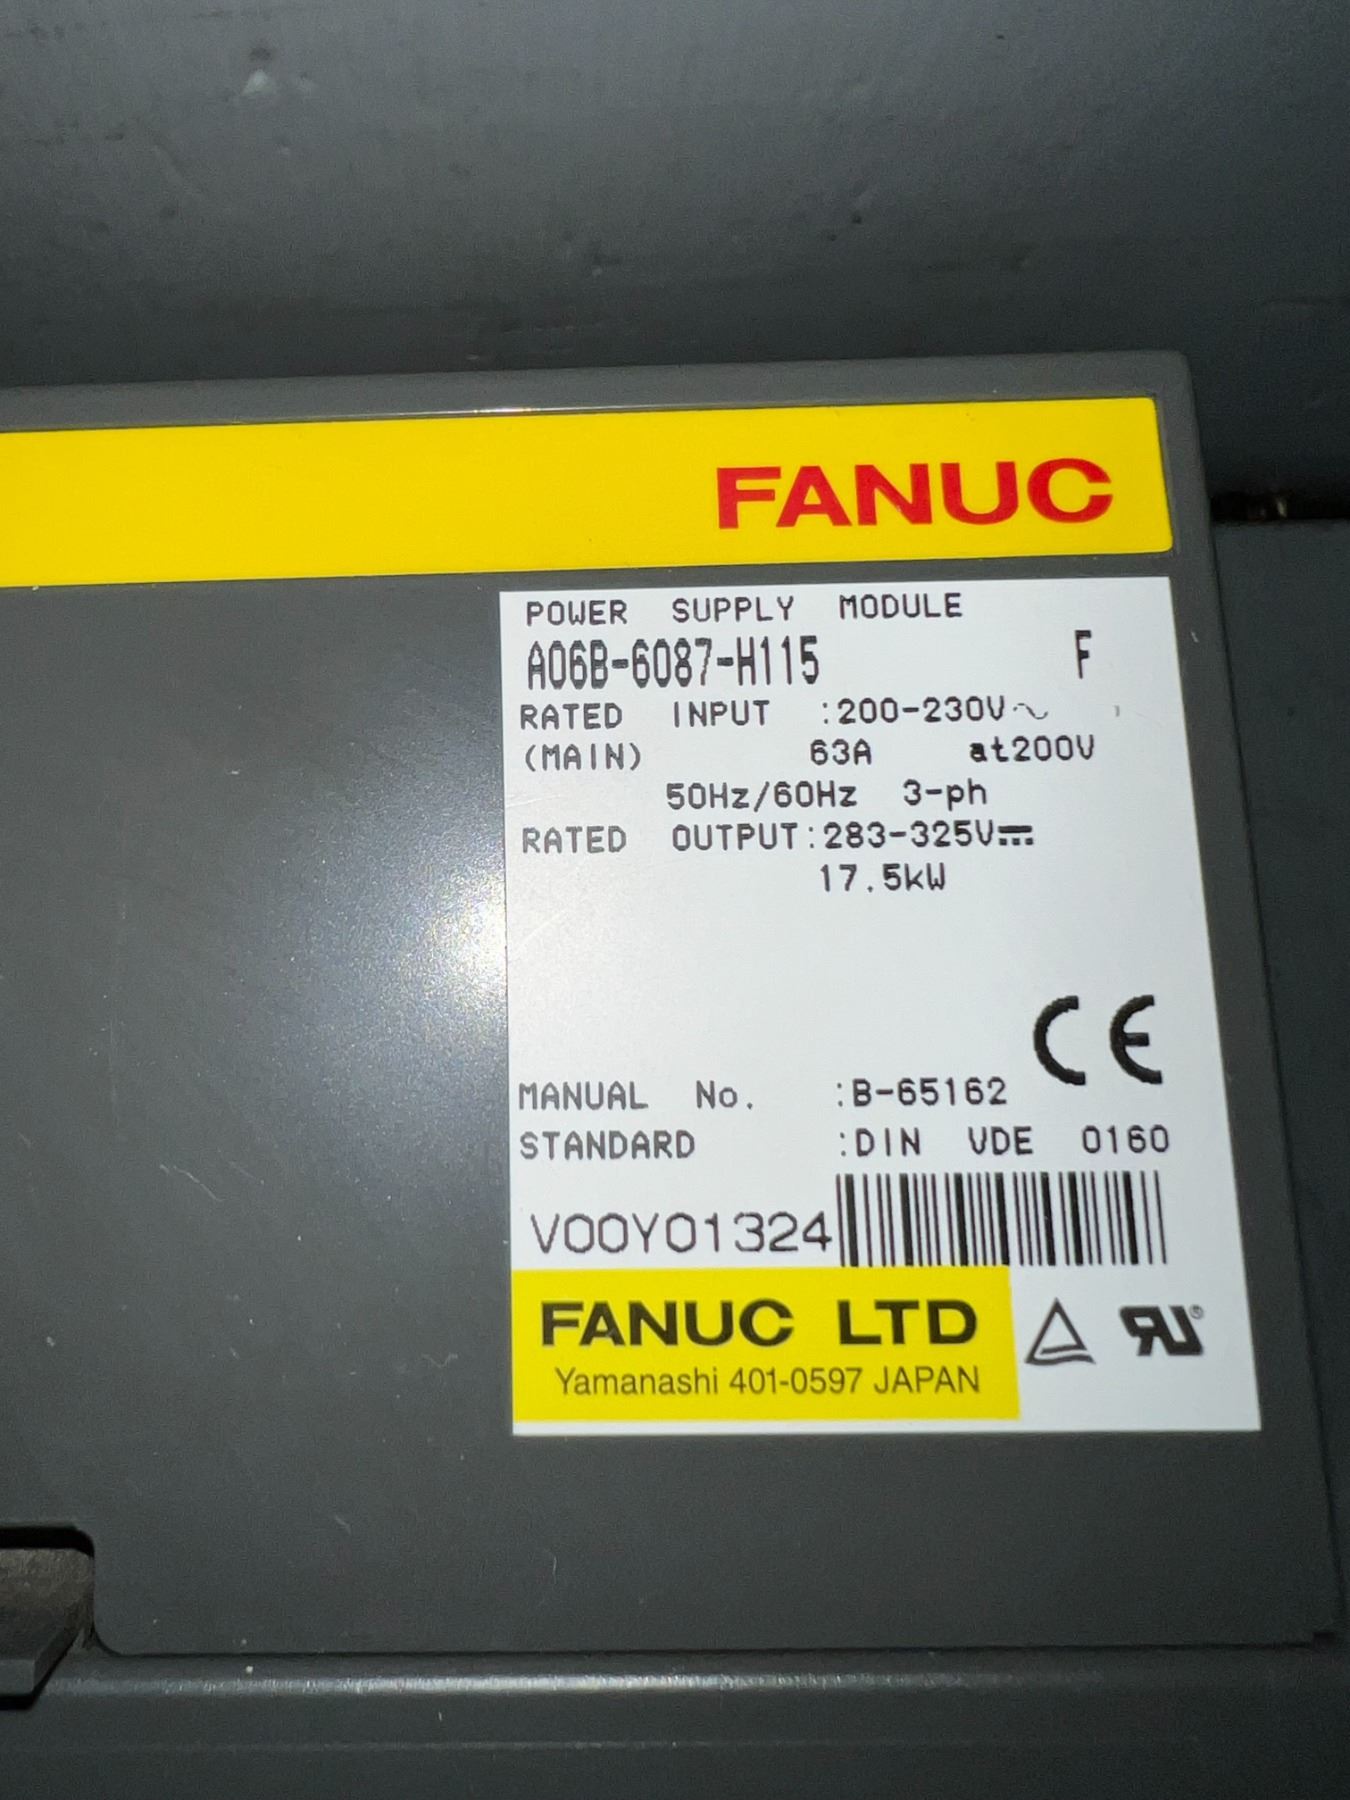 FANUC
POWER SUPPLY MODULE
A06B-6087-H115 F
RATED INPUT :200-230V~
(MAIN) 63A at200V
50Hz/60Hz 3-ph
RATED OUTPUT:283-325V⎓
17.5kW
CE
MANUAL No. :B-65162
STANDARD :DIN VDE 0160
V00Y01324
FANUC LTD
Yamanashi 401-0597 JAPAN
RU®